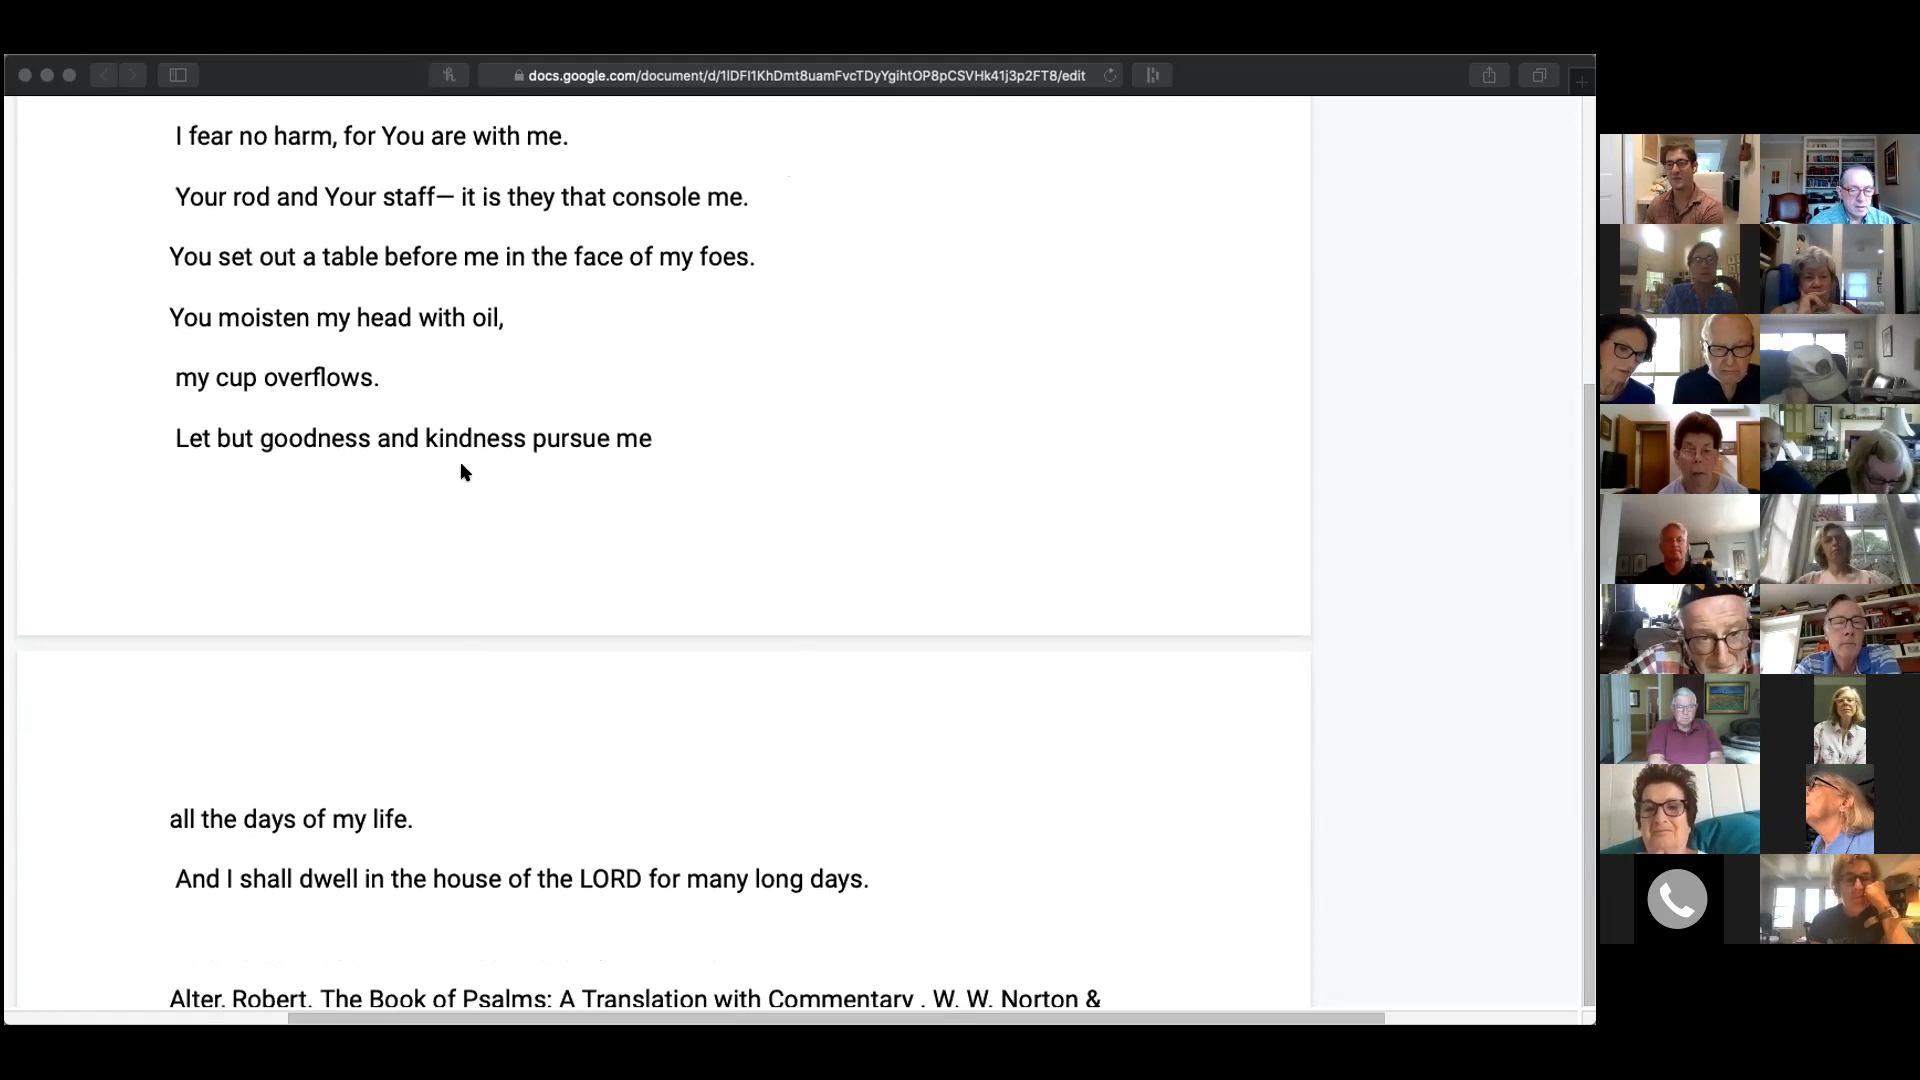 docs.google.com/document/d/1lDFl1KhDmt8uamFvcTDyYgihtOP8pCSVHk41j3p2FT8/edit
I fear no harm, for You are with me.
Your rod and Your staff— it is they that console me.
You set out a table before me in the face of my foes.
You moisten my head with oil,
my cup overflows.
Let but goodness and kindness pursue me
all the days of my life.
And I shall dwell in the house of the LORD for many long days.
Alter, Robert. The Book of Psalms: A Translation with Commentary . W. W. Norton &